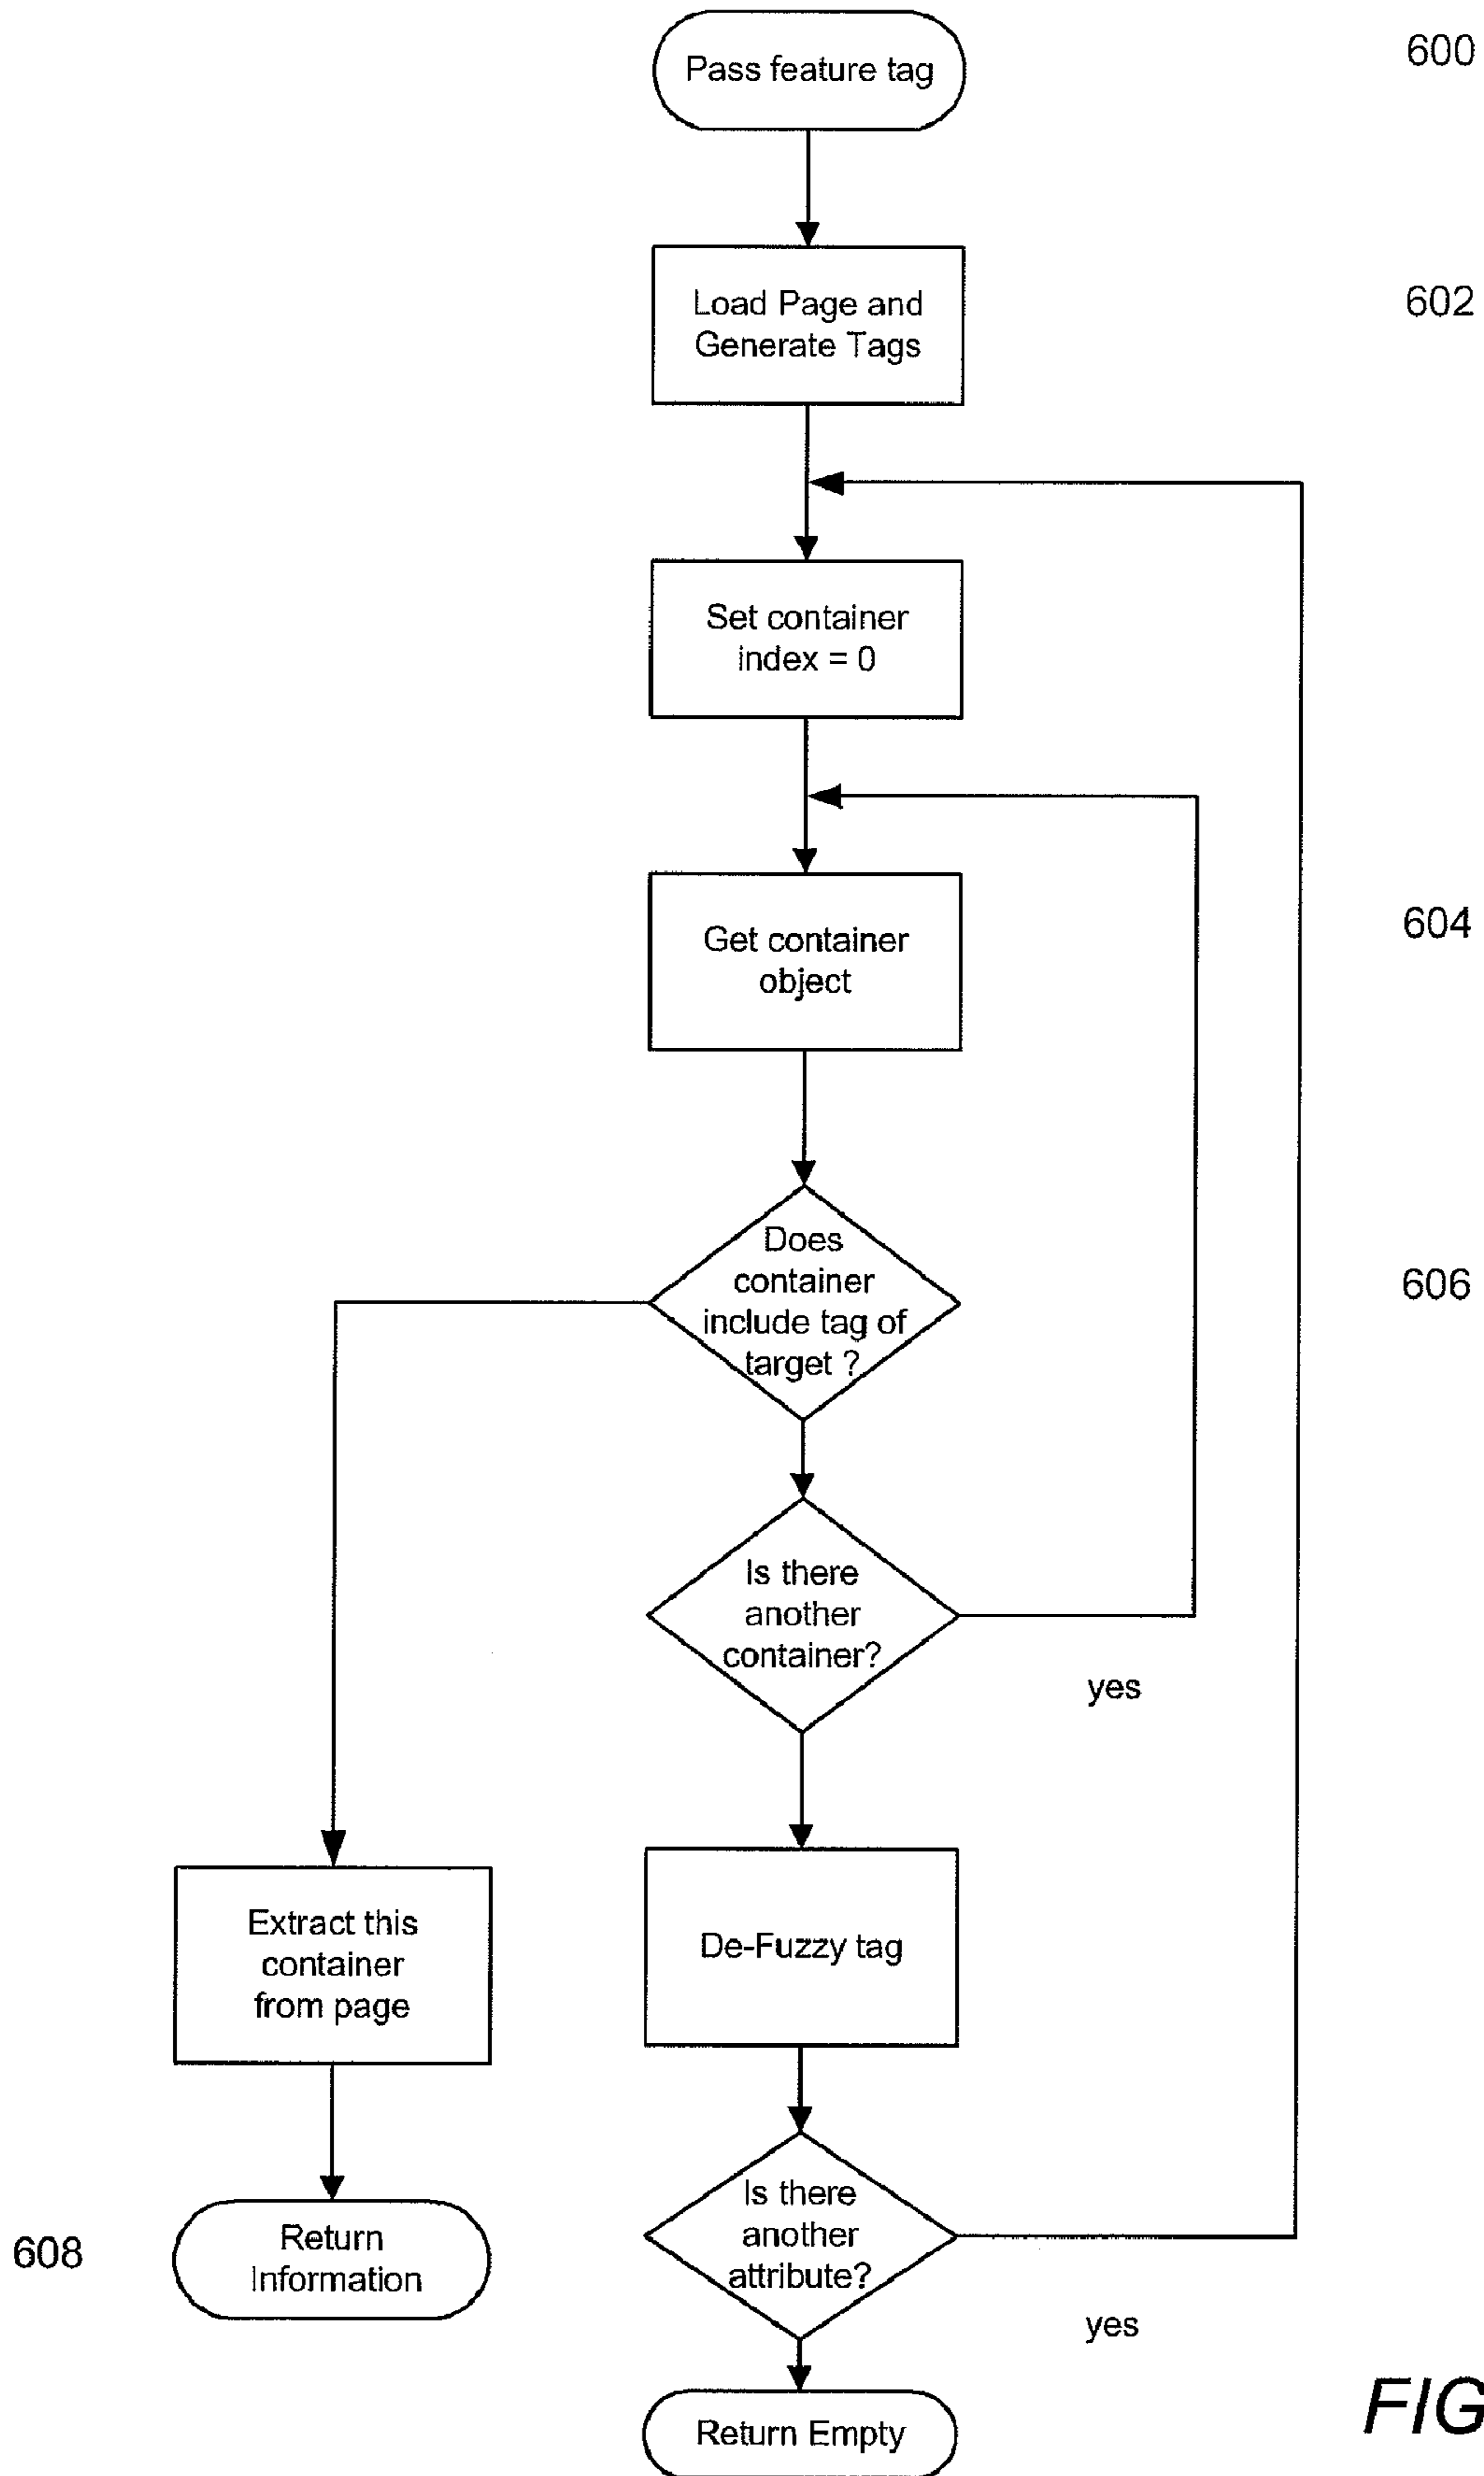 Pass feature tag
600
Load Page and
Generate Tags
602
Set container
index = 0
Get container
object
604
Does
container
include tag of
target ?
606
Is there
another
container?
yes
Extract this
container
from page
De-Fuzzy tag
Return
Information
608
Is there
another
attribute?
yes
Return Empty
FIG